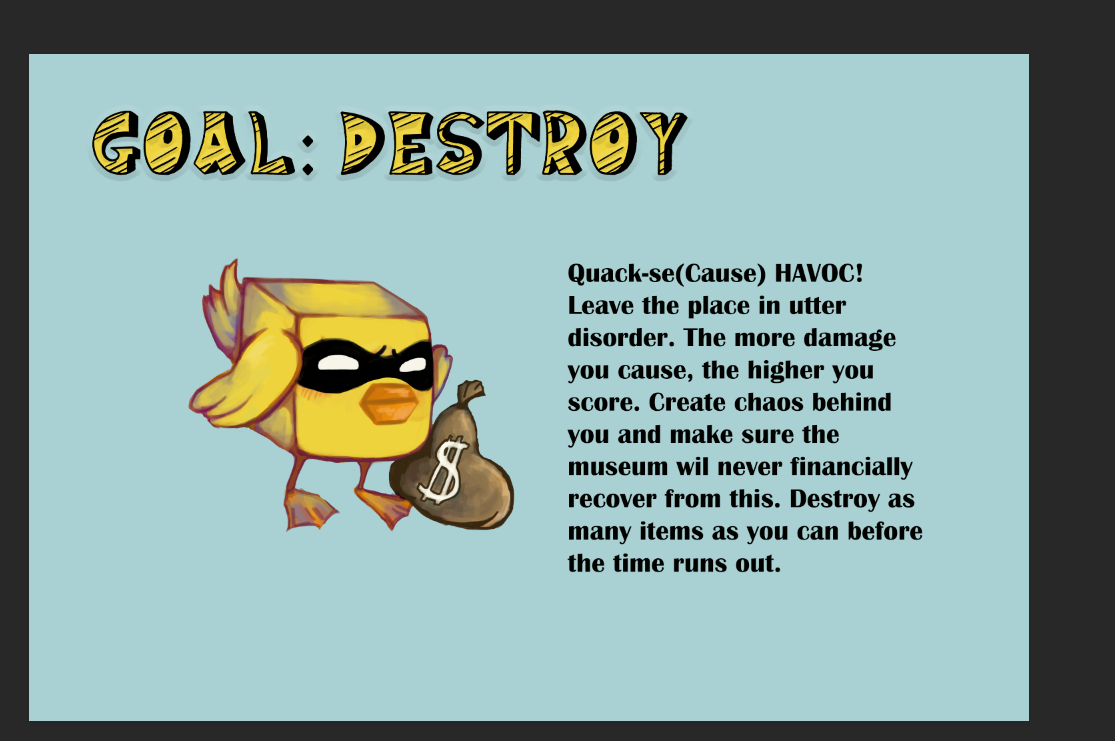 GOAL: DESTROY
Quack-se(Cause) HAVOC!
Leave the place in utter
disorder. The more damage
you cause, the higher you
score. Create chaos behind
you and make sure the
museum wil never financially
recover from this. Destroy as
many items as you can before
the time runs out.
$